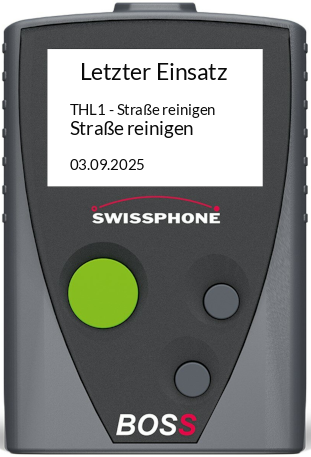 Letzter Einsatz
THL1 - Straße reinigen
Straße reinigen
03.09.2025
SWISSPHONE
BOSS